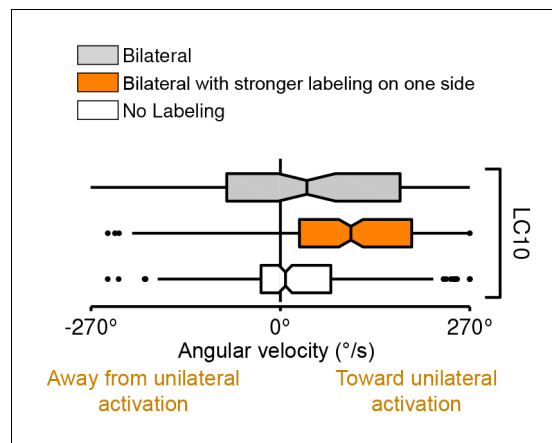 Bilateral
Bilateral with stronger labeling on one side
No Labeling
LC10
-270° 0° 270°
Angular velocity (°/s)
Away from unilateral activation
Toward unilateral activation